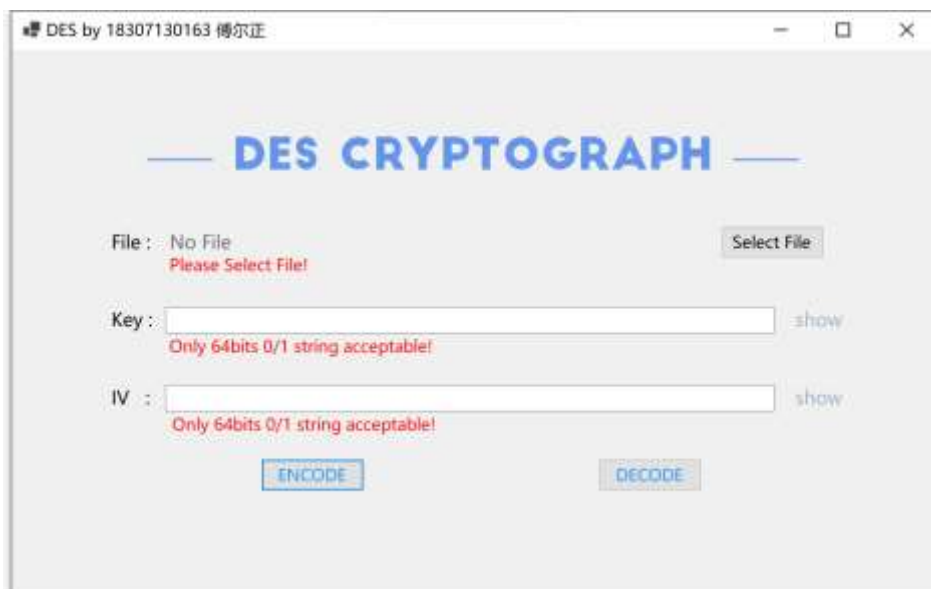 DES by 18307130163 傅尔正
DES CRYPTOGRAPH
File : No File Select File
Please Select File!
Key : show
Only 64bits 0/1 string acceptable!
IV : show
Only 64bits 0/1 string acceptable!
ENCODE DECODE